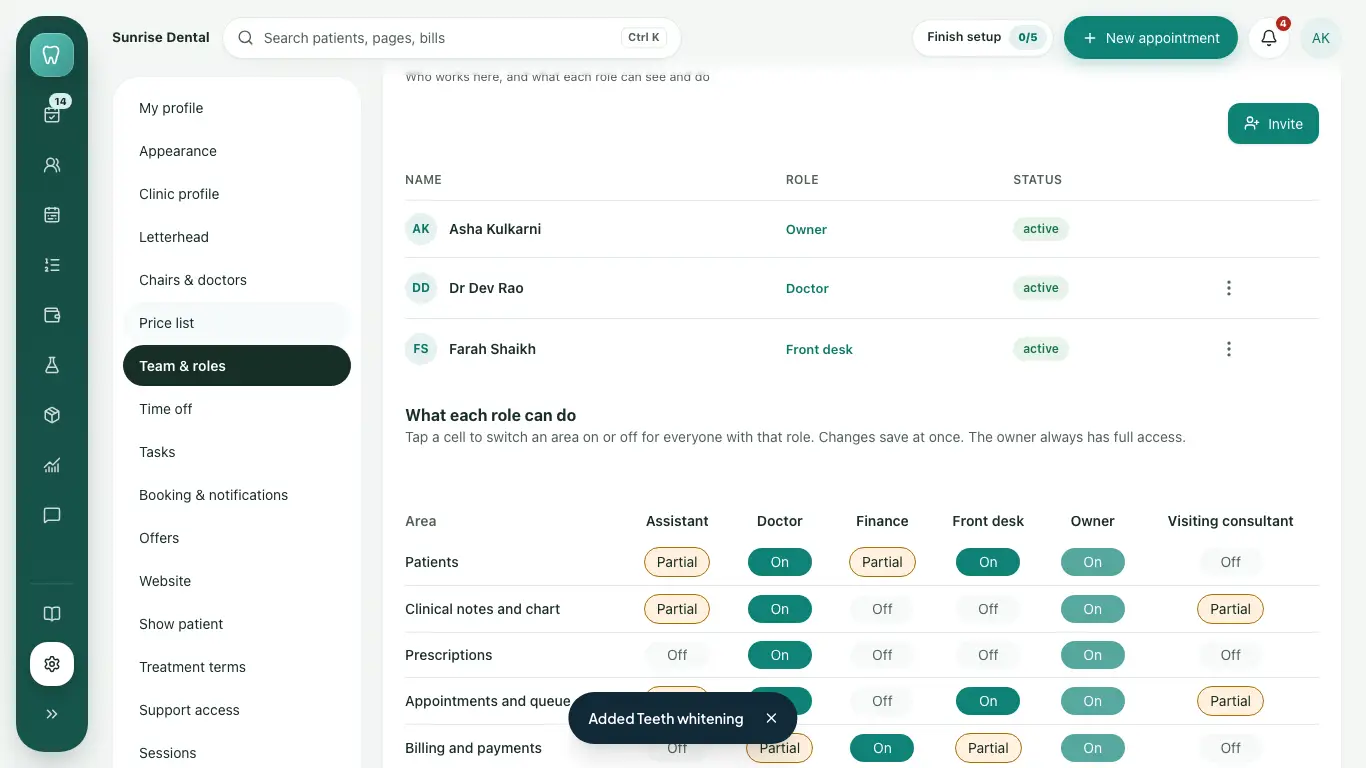 Sunrise Dental
Search patients, pages, bills
Ctrl K
Finish setup
0/5
New appointment
4
AK
14
My profile
Appearance
Clinic profile
Letterhead
Chairs & doctors
Price list
Team & roles
Time off
Tasks
Booking & notifications
Offers
Website
Show patient
Treatment terms
Support access
Sessions
Who works here, and what each role can see and do
Invite
NAME ROLE STATUS
AK Asha Kulkarni Owner active
DD Dr Dev Rao Doctor active
FS Farah Shaikh Front desk active
What each role can do
Tap a cell to switch an area on or off for everyone with that role. Changes save at once. The owner always has full access.
Area Assistant Doctor Finance Front desk Owner Visiting consultant
Patients Partial On Partial On On Off
Clinical notes and chart Partial On Off Off On Partial
Prescriptions Off On Off Off On Off
Appointments and queue Off On On Partial
Added Teeth whitening
Billing and payments Off Partial On Partial On Off